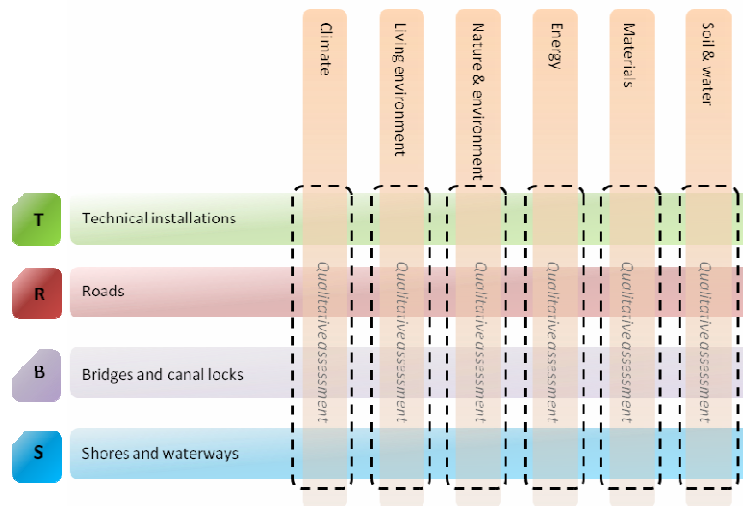 Climate
Living environment
Nature & environment
Energy
Materials
Soil & water
T
Technical installations
R
Roads
B
Bridges and canal locks
S
Shores and waterways
Qualitative assessment
Qualitative assessment
Qualitative assessment
Qualitative assessment
Qualitative assessment
Qualitative assessment